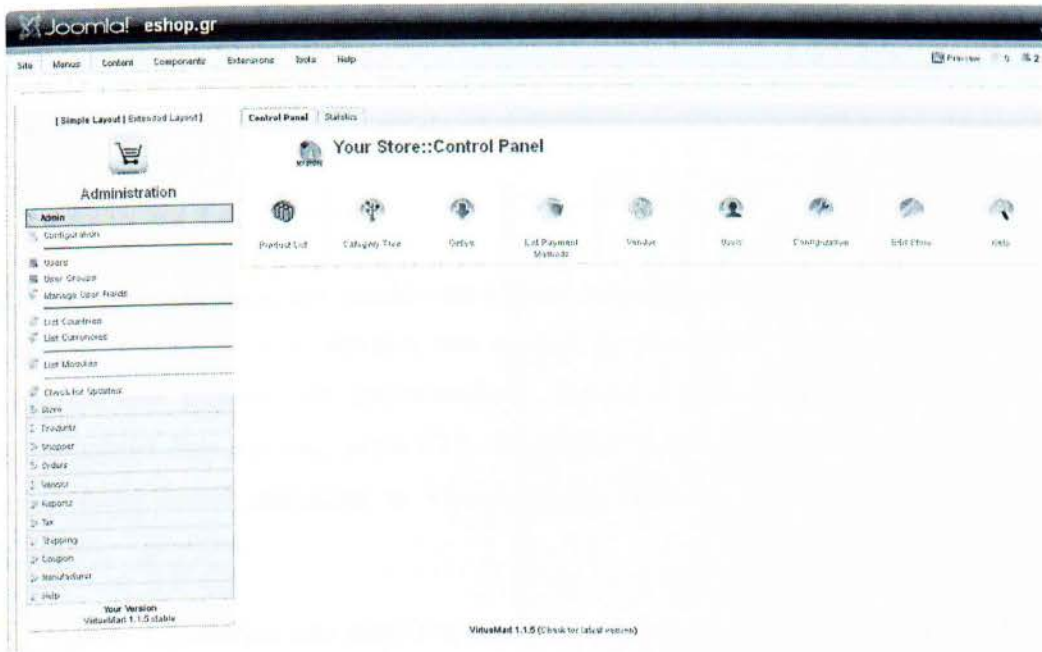 Joomla! eshop.gr
Site Menus Content Components Extensions Tools Help Preview 0 2
[ Simple Layout | Extended Layout ]
Control Panel Statistics
Your Store::Control Panel
Administration
Admin
Configuration
Product List Category Tree Orders List Payment Methods Vendor Users Configuration Edit Store Help
Users
User Groups
Manage User Fields
List Countries
List Currencies
List Modules
Check for Updates
Store
Products
Shopper
Orders
Vendor
Reports
Tax
Shipping
Coupon
Manufacturer
Help
Your Version
VirtueMart 1.1.5 stable
VirtueMart 1.1.5 (Check for latest version)